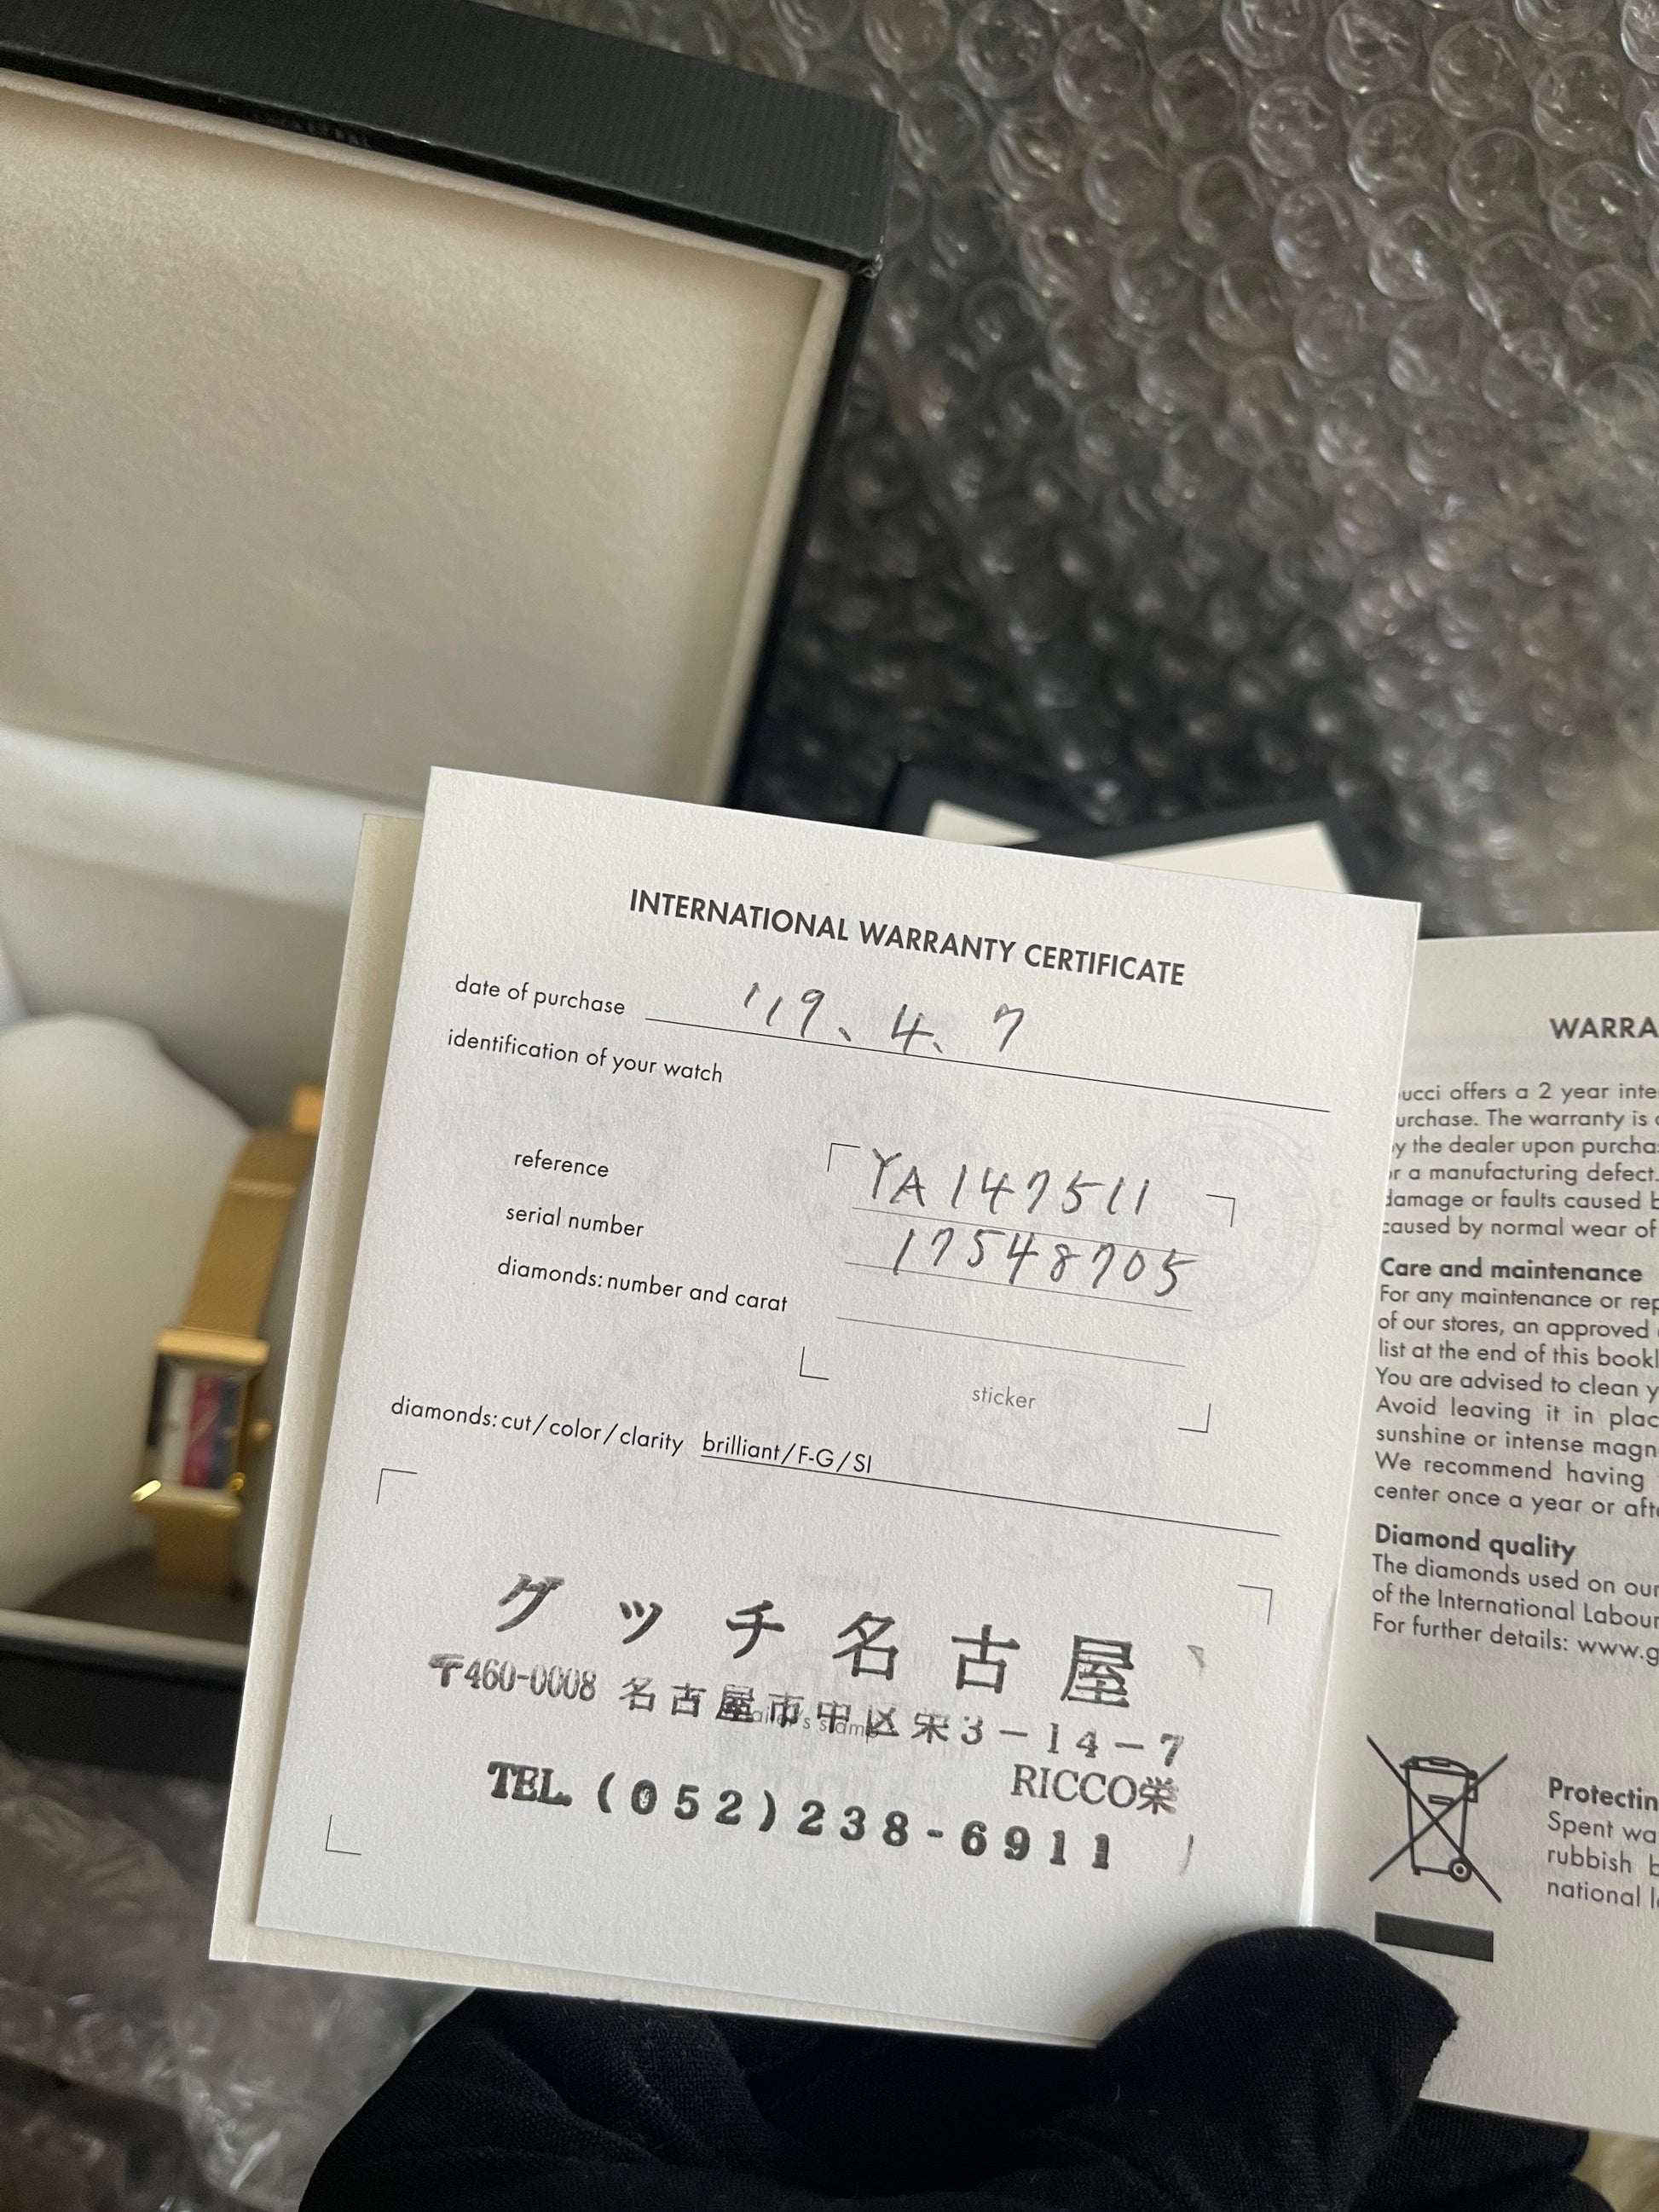 INTERNATIONAL WARRANTY CERTIFICATE
date of purchase '19、4、7
identification of your watch
reference YA147511
serial number 17548705
diamonds: number and carat
sticker
diamonds: cut/color/clarity brilliant/F-G/SI
グッチ名古屋
〒460-0008 名古屋市中区栄3-14-7
RICCO栄
TEL. (052)238-6911
WARRA
ucci offers a 2 year inte
urchase. The warranty is
y the dealer upon purcha
or a manufacturing defect.
damage or faults caused b
caused by normal wear of
Care and maintenance
For any maintenance or rep
of our stores, an approved
list at the end of this bookl
You are advised to clean y
Avoid leaving it in plac
sunshine or intense magn
We recommend having
center once a year or afte
Diamond quality
The diamonds used on our
of the International Labour
For further details: www.g
Protectin
Spent wa
rubbish b
national l